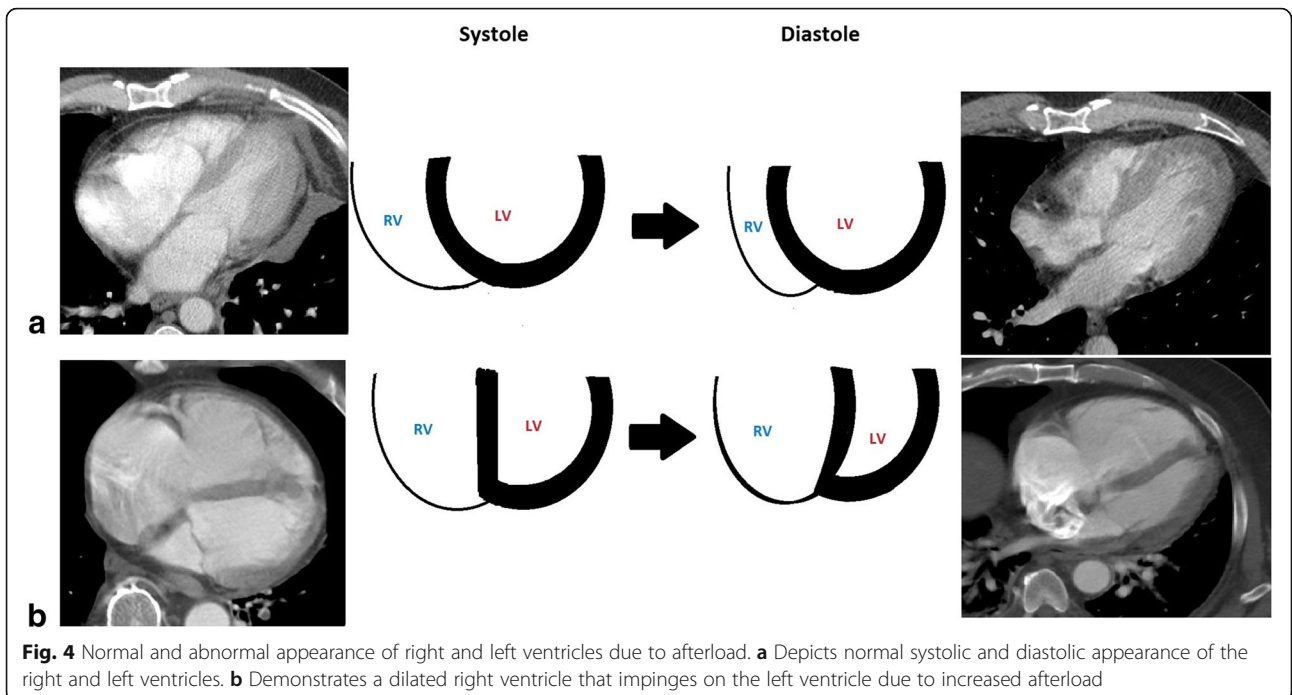 Systole
Diastole
RV
LV
RV
LV
a
RV
LV
RV
LV
b
Fig. 4 Normal and abnormal appearance of right and left ventricles due to afterload. a Depicts normal systolic and diastolic appearance of the
right and left ventricles. b Demonstrates a dilated right ventricle that impinges on the left ventricle due to increased afterload